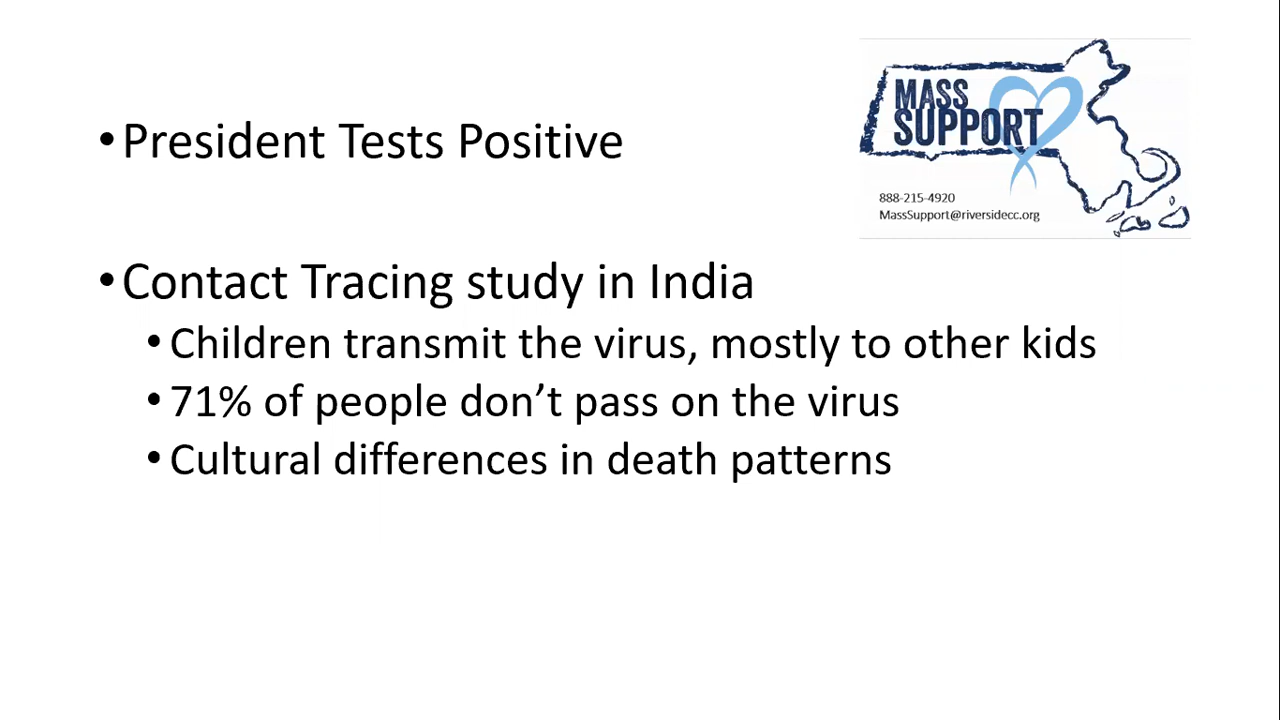 MASS
SUPPORT
888-215-4920
MassSupport@riversidecc.org
•President Tests Positive
•Contact Tracing study in India
•Children transmit the virus, mostly to other kids
•71% of people don’t pass on the virus
•Cultural differences in death patterns